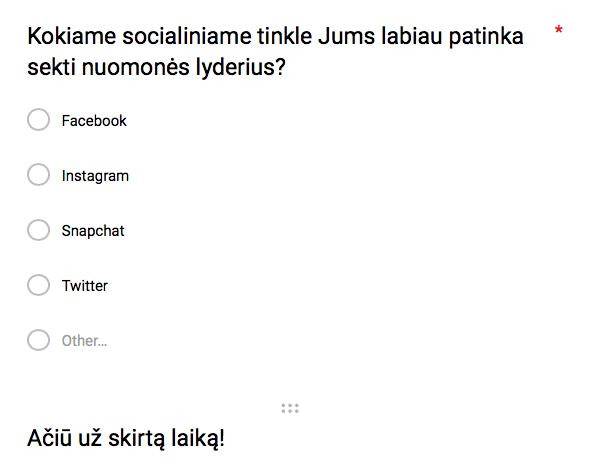 Kokiame socialiniame tinkle Jums labiau patinka *
sekti nuomonės lyderius?
Facebook
Instagram
Snapchat
Twitter
Other...
Ačiū už skirtą laiką!